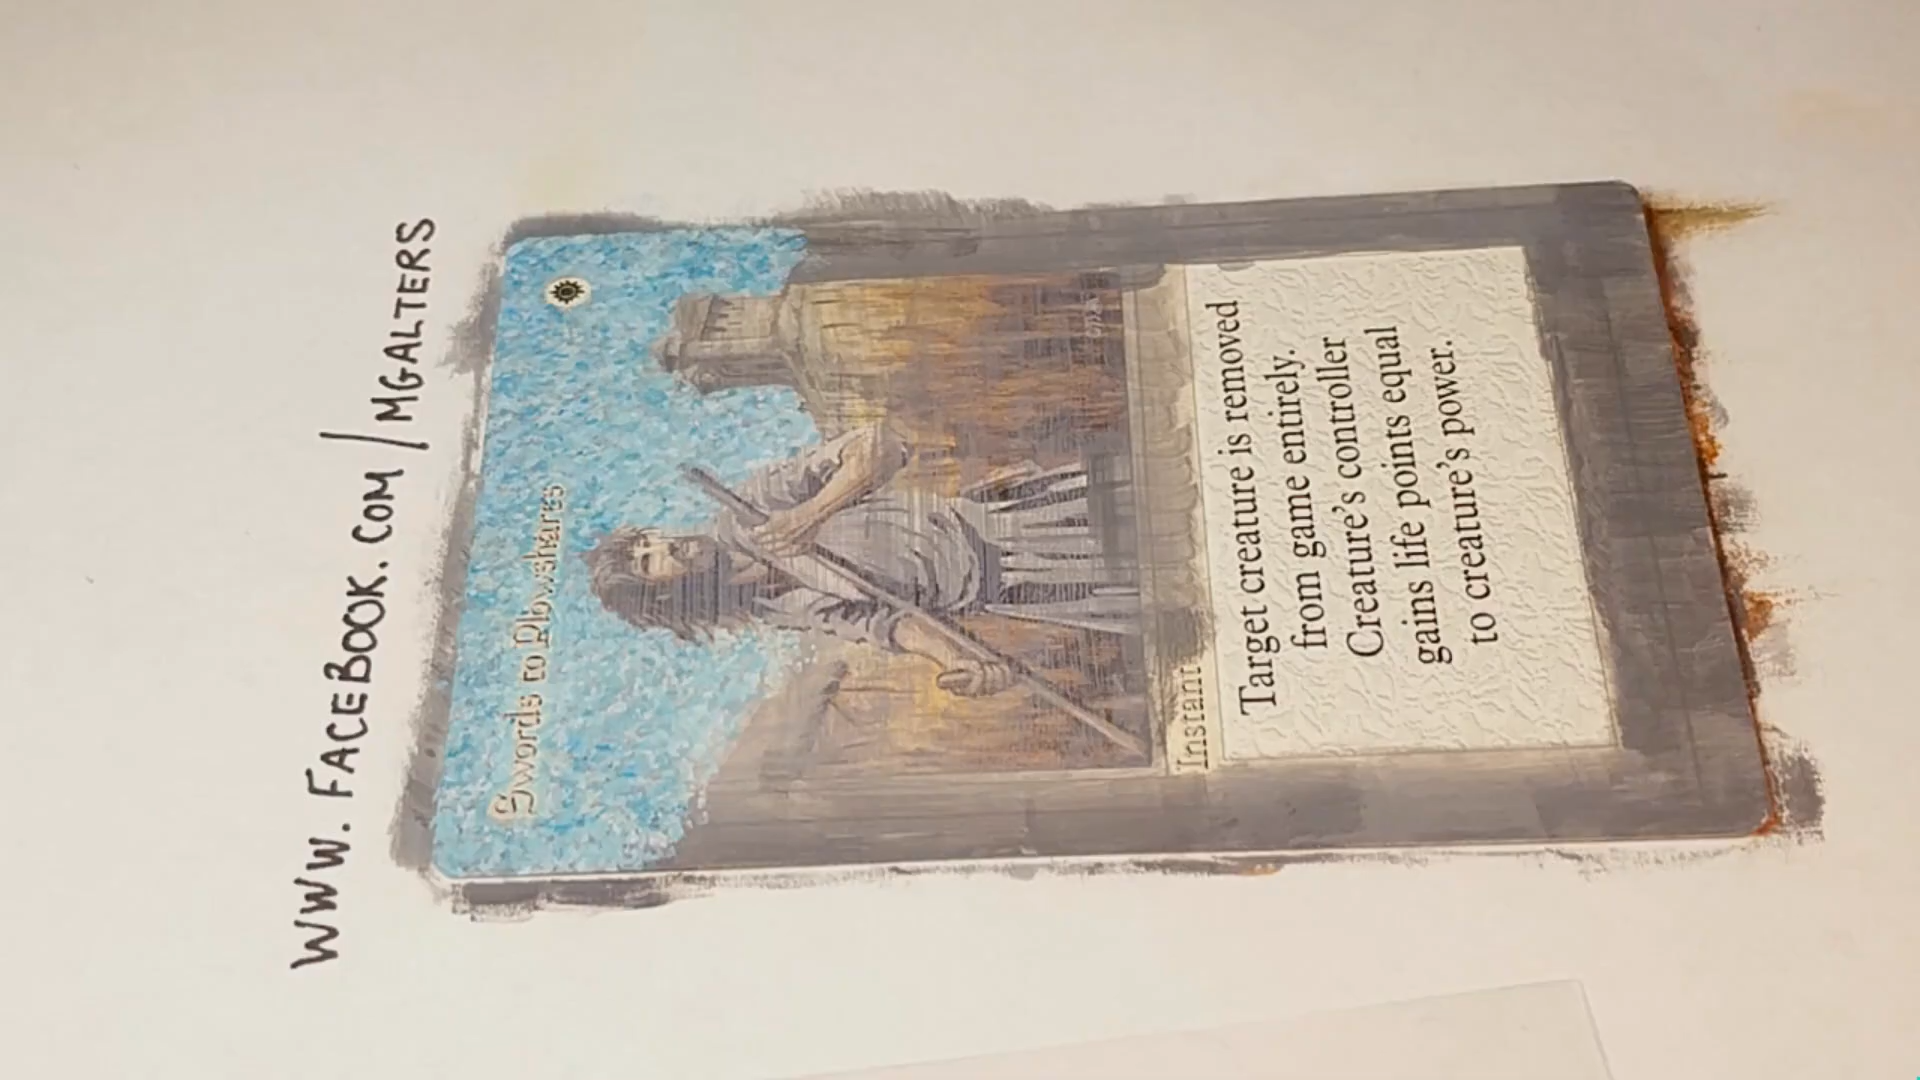 WWW.FACEBOOK.COM/MGALTERS
Swords to Plowshares
Instant
Target creature is removed
from game entirely.
Creature's controller
gains life points equal
to creature's power.